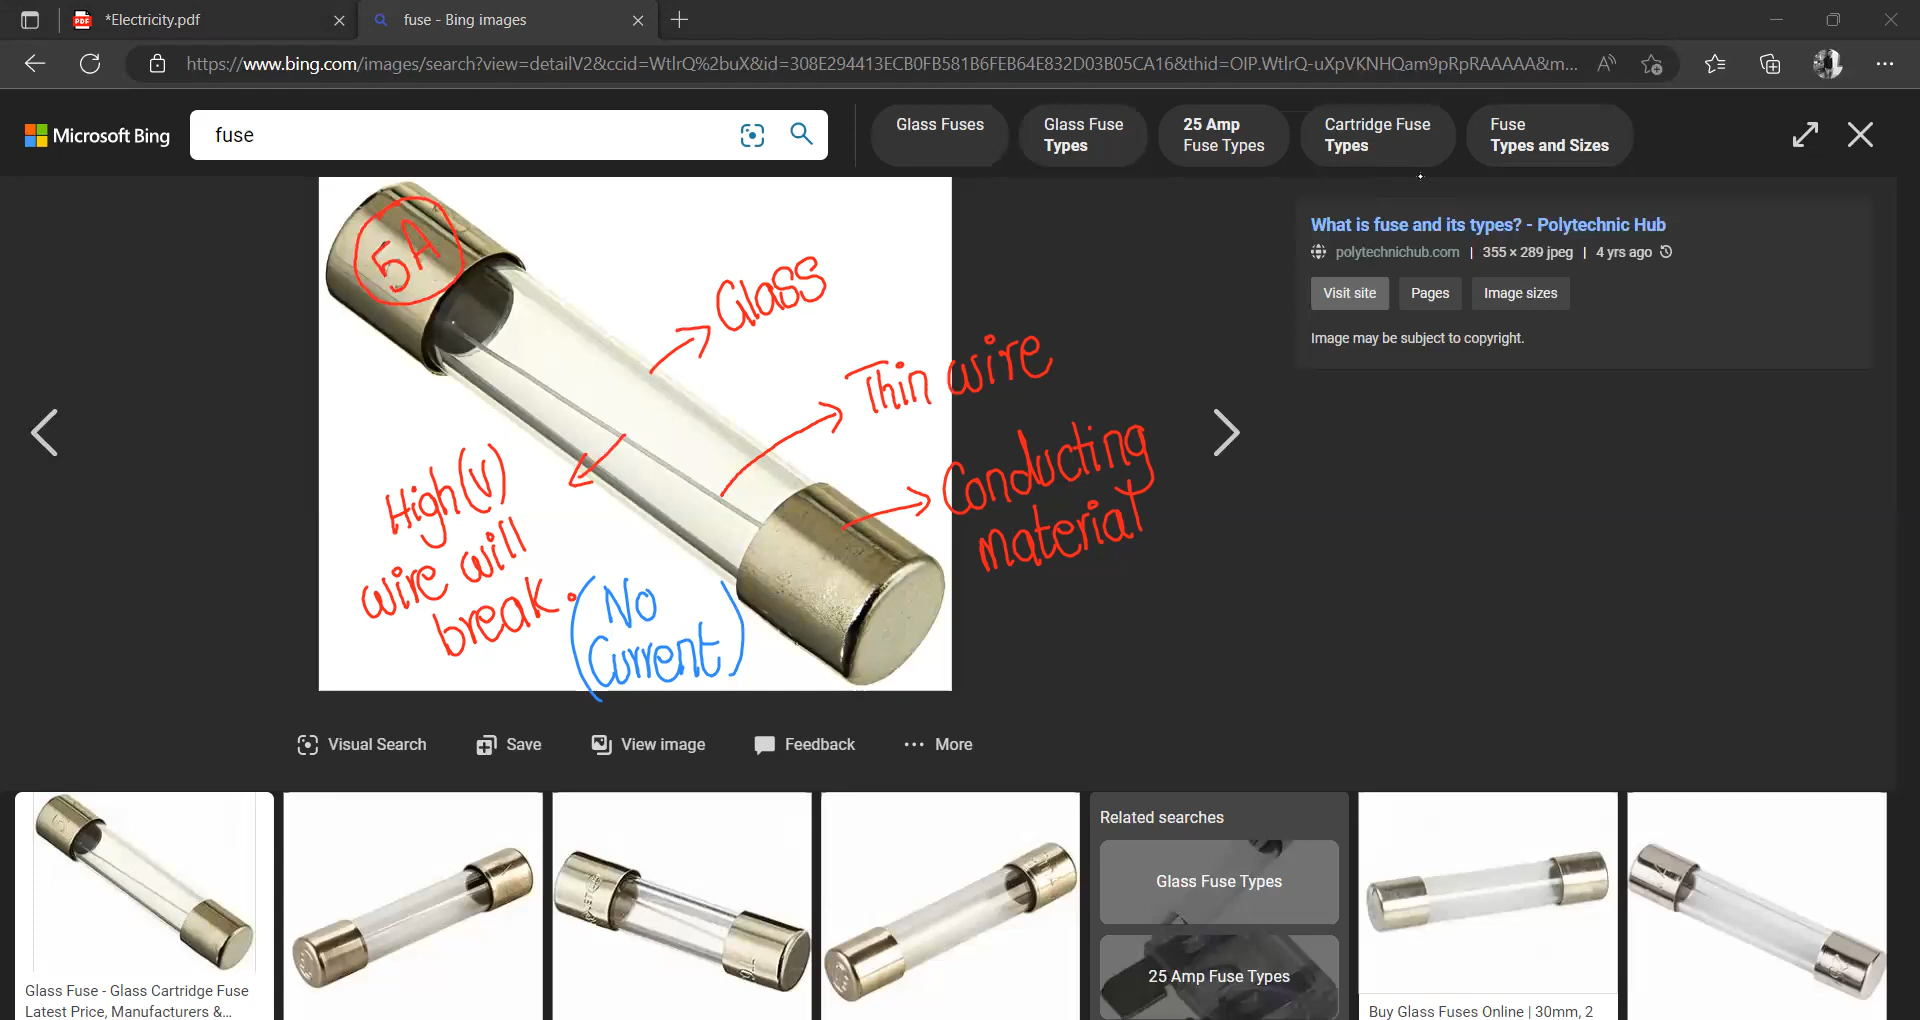 *Electricity.pdf
fuse - Bing images
https://www.bing.com/images/search?view=detailV2&ccid=WtlrQ%2buX&id=308E294413ECB0FB581B6FEB64E832D03B05CA16&thid=OIP.WtlrQ-uXpVKNHQam9pRpRAAAAA&m...
Microsoft Bing
fuse
Glass Fuses
Glass Fuse
Types
25 Amp
Fuse Types
Cartridge Fuse
Types
Fuse
Types and Sizes
5A
Glass
Thin wire
Conducting
material
High (V)
wire will
break.
(No
Current)
What is fuse and its types? - Polytechnic Hub
polytechnichub.com | 355 × 289 jpeg | 4 yrs ago
Visit site
Pages
Image sizes
Image may be subject to copyright.
Visual Search
Save
View image
Feedback
More
Glass Fuse - Glass Cartridge Fuse
Latest Price, Manufacturers &...
Related searches
Glass Fuse Types
25 Amp Fuse Types
Buy Glass Fuses Online | 30mm, 2